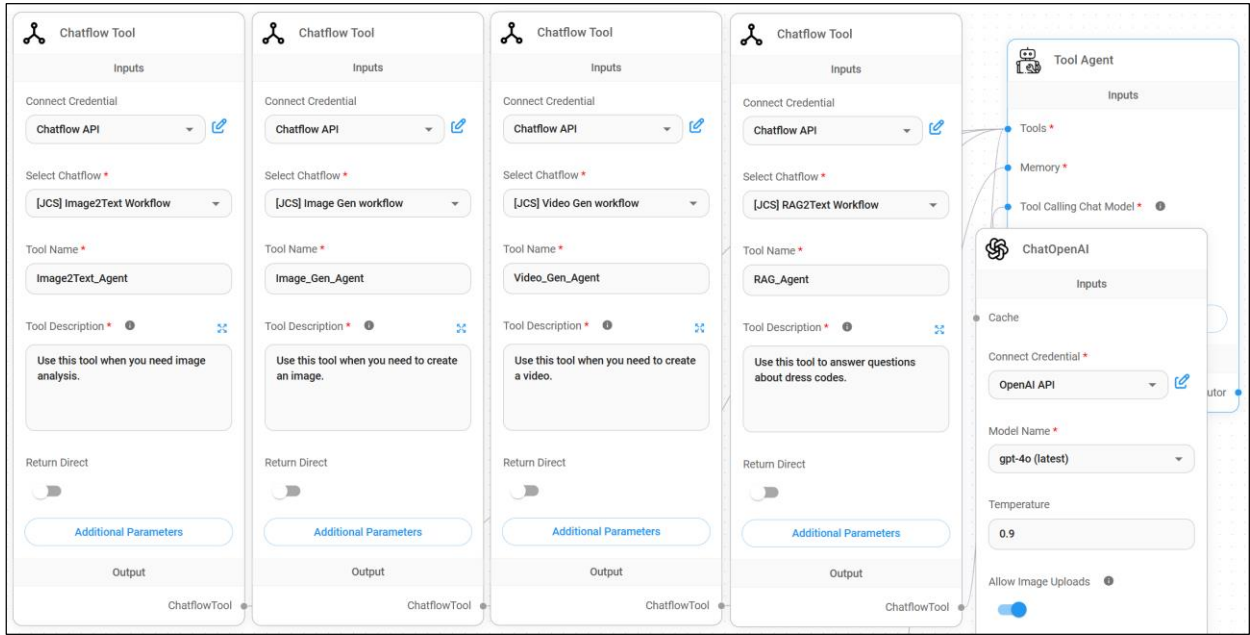 Chatflow Tool
Inputs
Connect Credential
Chatflow API
Select Chatflow *
[JCS] Image2Text Workflow
Tool Name *
Image2Text_Agent
Tool Description *
Use this tool when you need image
analysis.
Return Direct
Additional Parameters
Output
ChatflowTool
Chatflow Tool
Inputs
Connect Credential
Chatflow API
Select Chatflow *
[JCS] Image Gen workflow
Tool Name *
Image_Gen_Agent
Tool Description *
Use this tool when you need to create
an image.
Return Direct
Additional Parameters
Output
ChatflowTool
Chatflow Tool
Inputs
Connect Credential
Chatflow API
Select Chatflow *
[JCS] Video Gen workflow
Tool Name *
Video_Gen_Agent
Tool Description *
Use this tool when you need to create
a video.
Return Direct
Additional Parameters
Output
ChatflowTool
Chatflow Tool
Inputs
Connect Credential
Chatflow API
Select Chatflow *
[JCS] RAG2Text Workflow
Tool Name *
RAG_Agent
Tool Description *
Use this tool to answer questions
about dress codes.
Return Direct
Additional Parameters
Output
ChatflowTool
Tool Agent
Inputs
Tools *
Memory *
Tool Calling Chat Model *
utor
ChatOpenAI
Inputs
Cache
Connect Credential *
OpenAI API
Model Name *
gpt-4o (latest)
Temperature
0.9
Allow Image Uploads